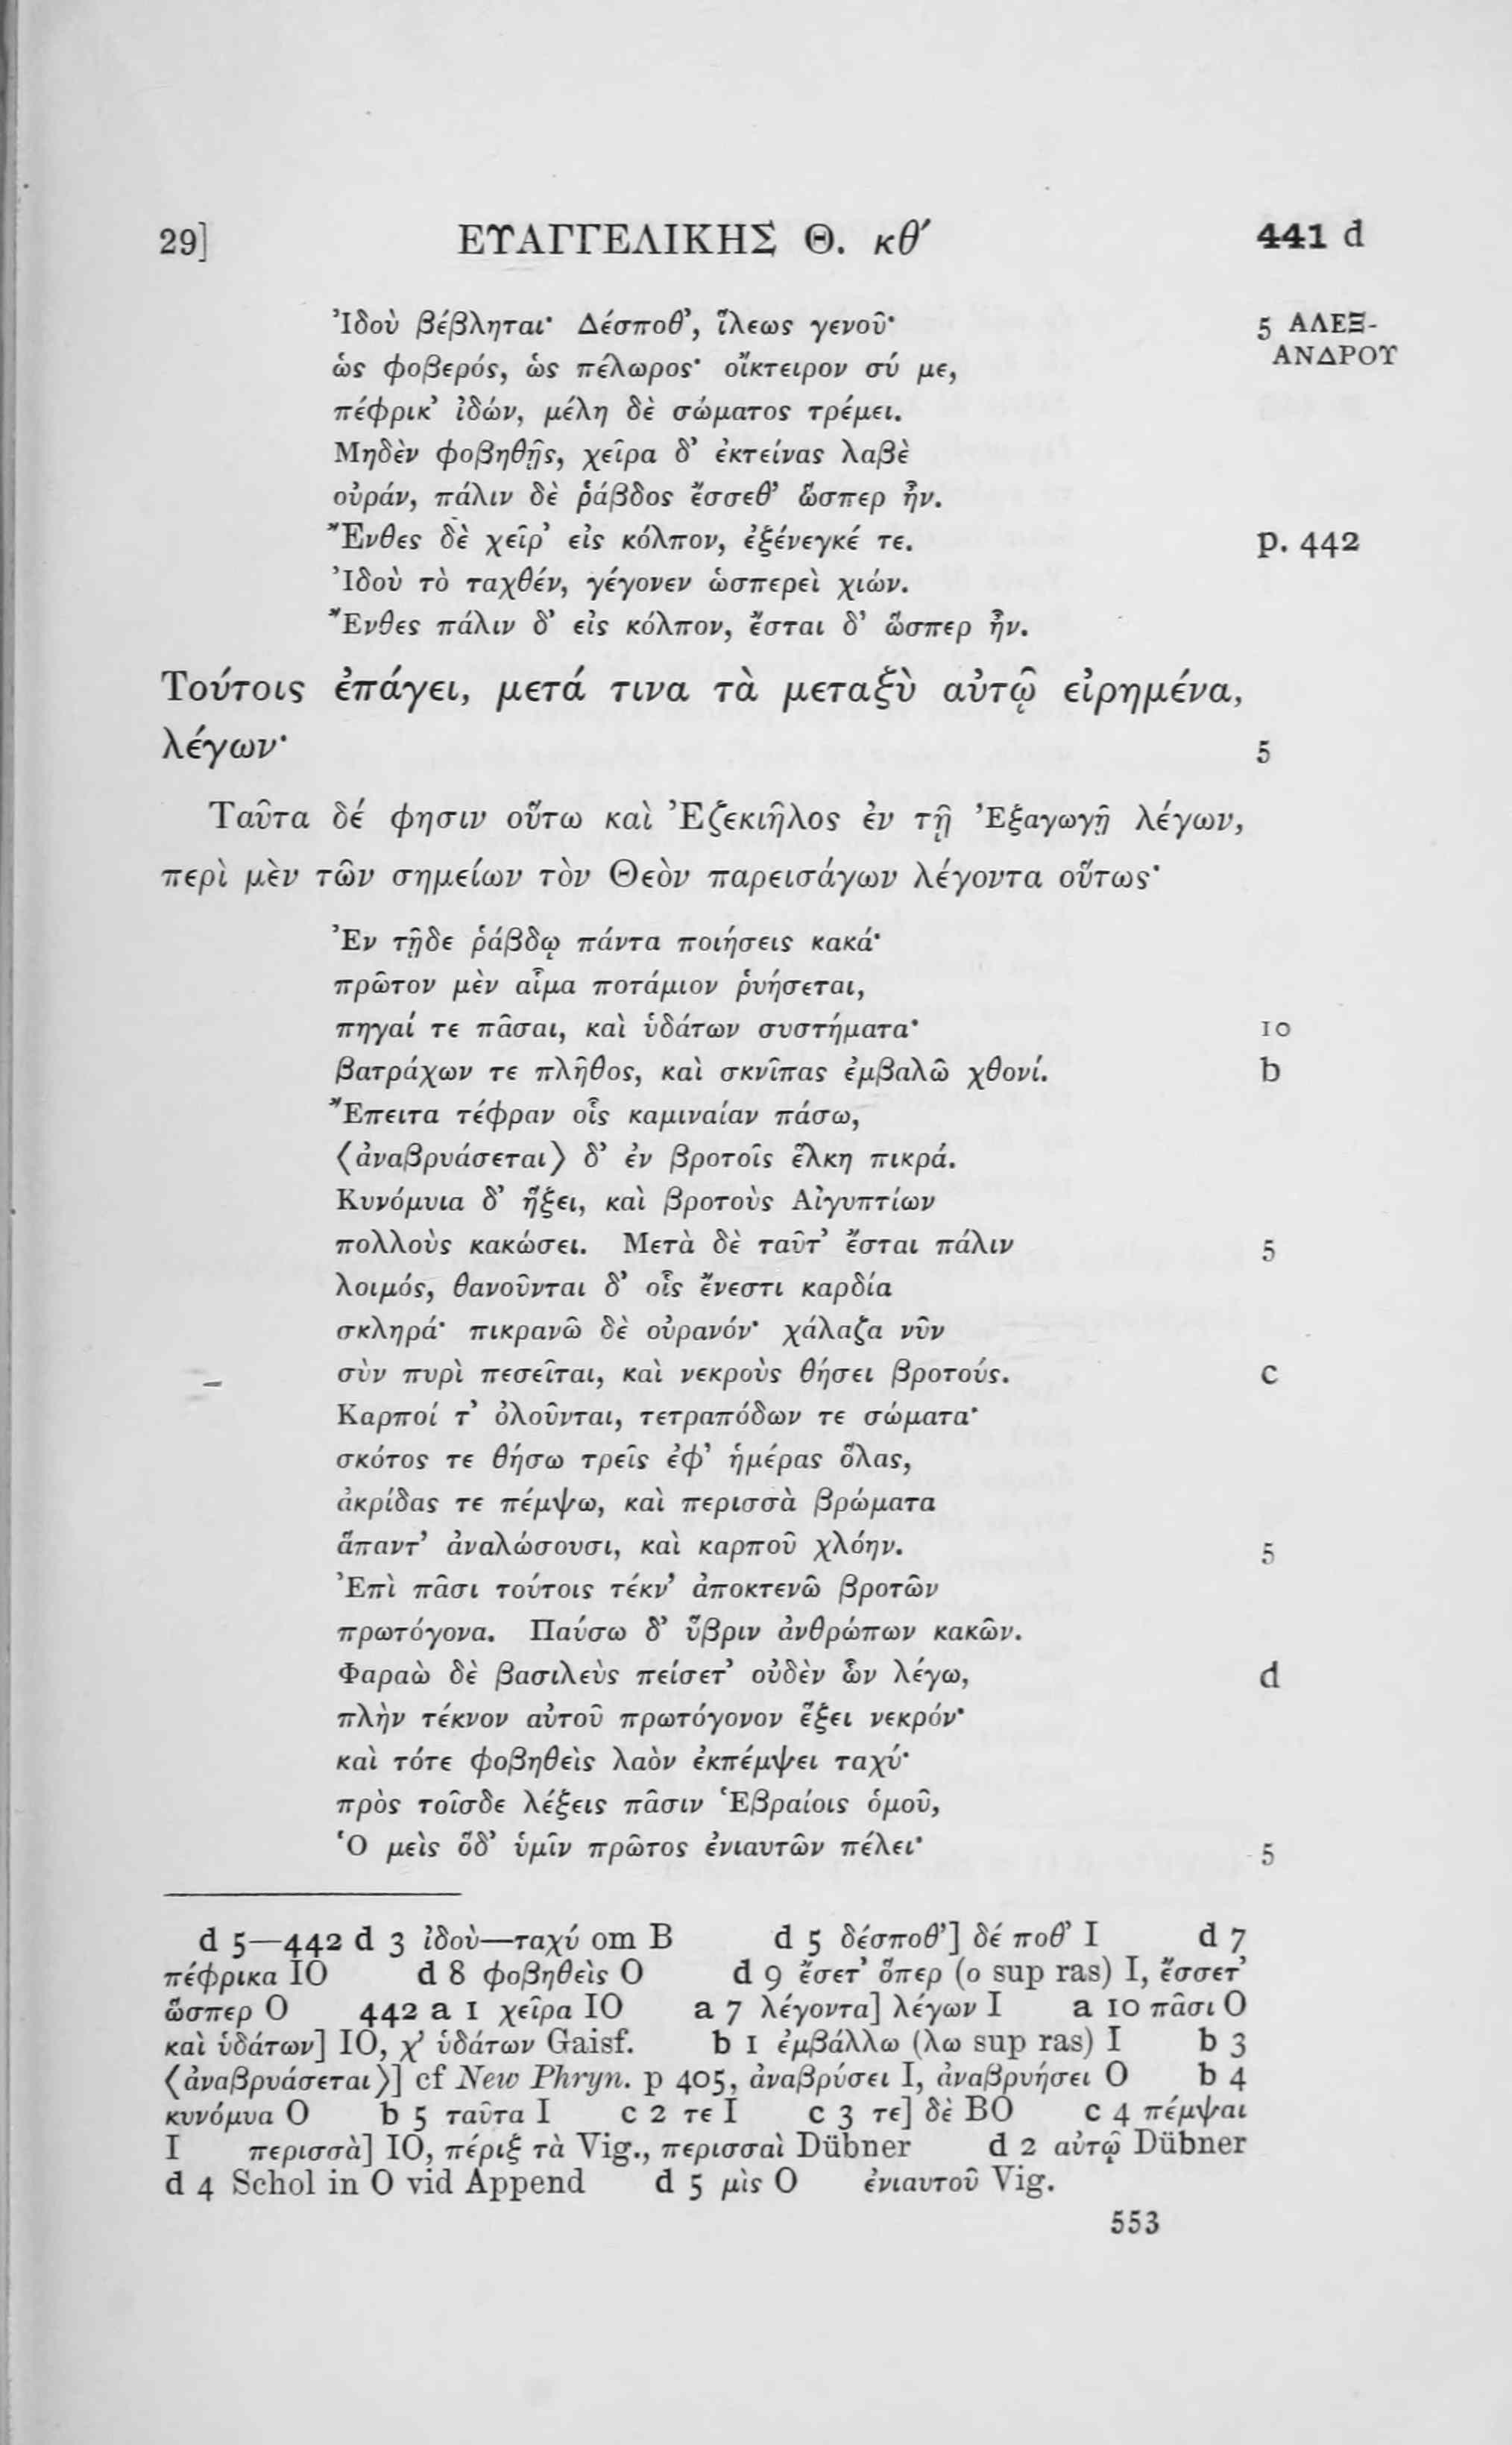 29] ΕΥΑΓΓΕΛΙΚΗΣ Θ. κθʹ 441 d
Ἰδοὺ βέβληται· Δέσποθ’, ἵλεως γενοῦ· 5 ΑΛΕΞ-
ὡς φοβερός, ὡς πέλωρος· οἴκτειρον σύ με, ΑΝΔΡΟΥ
πέφρικ’ ἰδών, μέλη δὲ σώματος τρέμει.
Μηδὲν φοβηθῇς, χεῖρα δ’ ἐκτείνας λαβὲ
οὐράν, πάλιν δὲ ῥάβδος ἔσσεθ’ ὥσπερ ἦν.
Ἔνθες δὲ χεῖρ’ εἰς κόλπον, ἐξένεγκέ τε. p. 442
Ἰδοὺ τὸ ταχθέν, γέγονεν ὡσπερεὶ χιών.
Ἔνθες πάλιν δ’ εἰς κόλπον, ἔσται δ’ ὥσπερ ἦν.
Τούτοις ἐπάγει, μετά τινα τὰ μεταξὺ αὐτῷ εἰρημένα,
λέγων· 5
Ταῦτα δέ φησιν οὕτω καὶ Ἐζεκιῆλος ἐν τῇ Ἐξαγωγῇ λέγων,
περὶ μὲν τῶν σημείων τὸν Θεὸν παρεισάγων λέγοντα οὕτως·
Ἐν τῇδε ῥάβδῳ πάντα ποιήσεις κακά·
πρῶτον μὲν αἷμα ποτάμιον ῥυήσεται,
πηγαί τε πᾶσαι, καὶ ὑδάτων συστήματα· 10
βατράχων τε πλῆθος, καὶ σκνῖπας ἐμβαλῶ χθονί. b
Ἔπειτα τέφραν οἷς καμιναίαν πάσω,
⟨ἀναβρυάσεται⟩ δ’ ἐν βροτοῖς ἕλκη πικρά.
Κυνόμυια δ’ ἥξει, καὶ βροτοὺς Αἰγυπτίων
πολλοὺς κακώσει. Μετὰ δὲ ταῦτ’ ἔσται πάλιν 5
λοιμός, θανοῦνται δ’ οἷς ἔνεστι καρδία
σκληρά· πικρανῶ δὲ οὐρανόν· χάλαζα νῦν
σὺν πυρὶ πεσεῖται, καὶ νεκροὺς θήσει βροτούς. c
Καρποί τ’ ὀλοῦνται, τετραπόδων τε σώματα·
σκότος τε θήσω τρεῖς ἐφ’ ἡμέρας ὅλας,
ἀκρίδας τε πέμψω, καὶ περισσὰ βρώματα
ἅπαντ’ ἀναλώσουσι, καὶ καρποῦ χλόην. 5
Ἐπὶ πᾶσι τούτοις τέκν’ ἀποκτενῶ βροτῶν
πρωτόγονα. Παύσω δ’ ὕβριν ἀνθρώπων κακῶν.
Φαραὼ δὲ βασιλεὺς πείσετ’ οὐδὲν ὧν λέγω, d
πλὴν τέκνον αὐτοῦ πρωτόγονον ἕξει νεκρόν·
καὶ τότε φοβηθεὶς λαὸν ἐκπέμψει ταχύ·
πρὸς τοῖσδε λέξεις πᾶσιν Ἑβραίοις ὁμοῦ,
Ὁ μεὶς ὅδ’ ὑμῖν πρῶτος ἐνιαυτῶν πέλει· 5
d 5—442 d 3 ἰδοὺ—ταχύ om B d 5 δέσποθ’] δέ ποθ’ I d 7
πέφρικα IO d 8 φοβηθεὶς O d 9 ἔσετ’ ὅπερ (ο sup ras) I, ἔσσετ’
ὥσπερ O 442 a 1 χεῖρα IO a 7 λέγοντα] λέγων I a 10 πᾶσι O
καὶ ὑδάτων] IO, χ’ ὑδάτων Gaisf. b 1 ἐμβάλλω (λω sup ras) I b 3
⟨ἀναβρυάσεται⟩] cf New Phryn. p 405, ἀναβρύσει I, ἀναβρυήσει O b 4
κυνόμυα O b 5 ταῦτα I c 2 τε I c 3 τε] δὲ BO c 4 πέμψαι
I περισσὰ] IO, πέριξ τὰ Vig., περισσαὶ Dübner d 2 αὐτῷ Dübner
d 4 Schol in O vid Append d 5 μὶς O ἐνιαυτοῦ Vig.
553